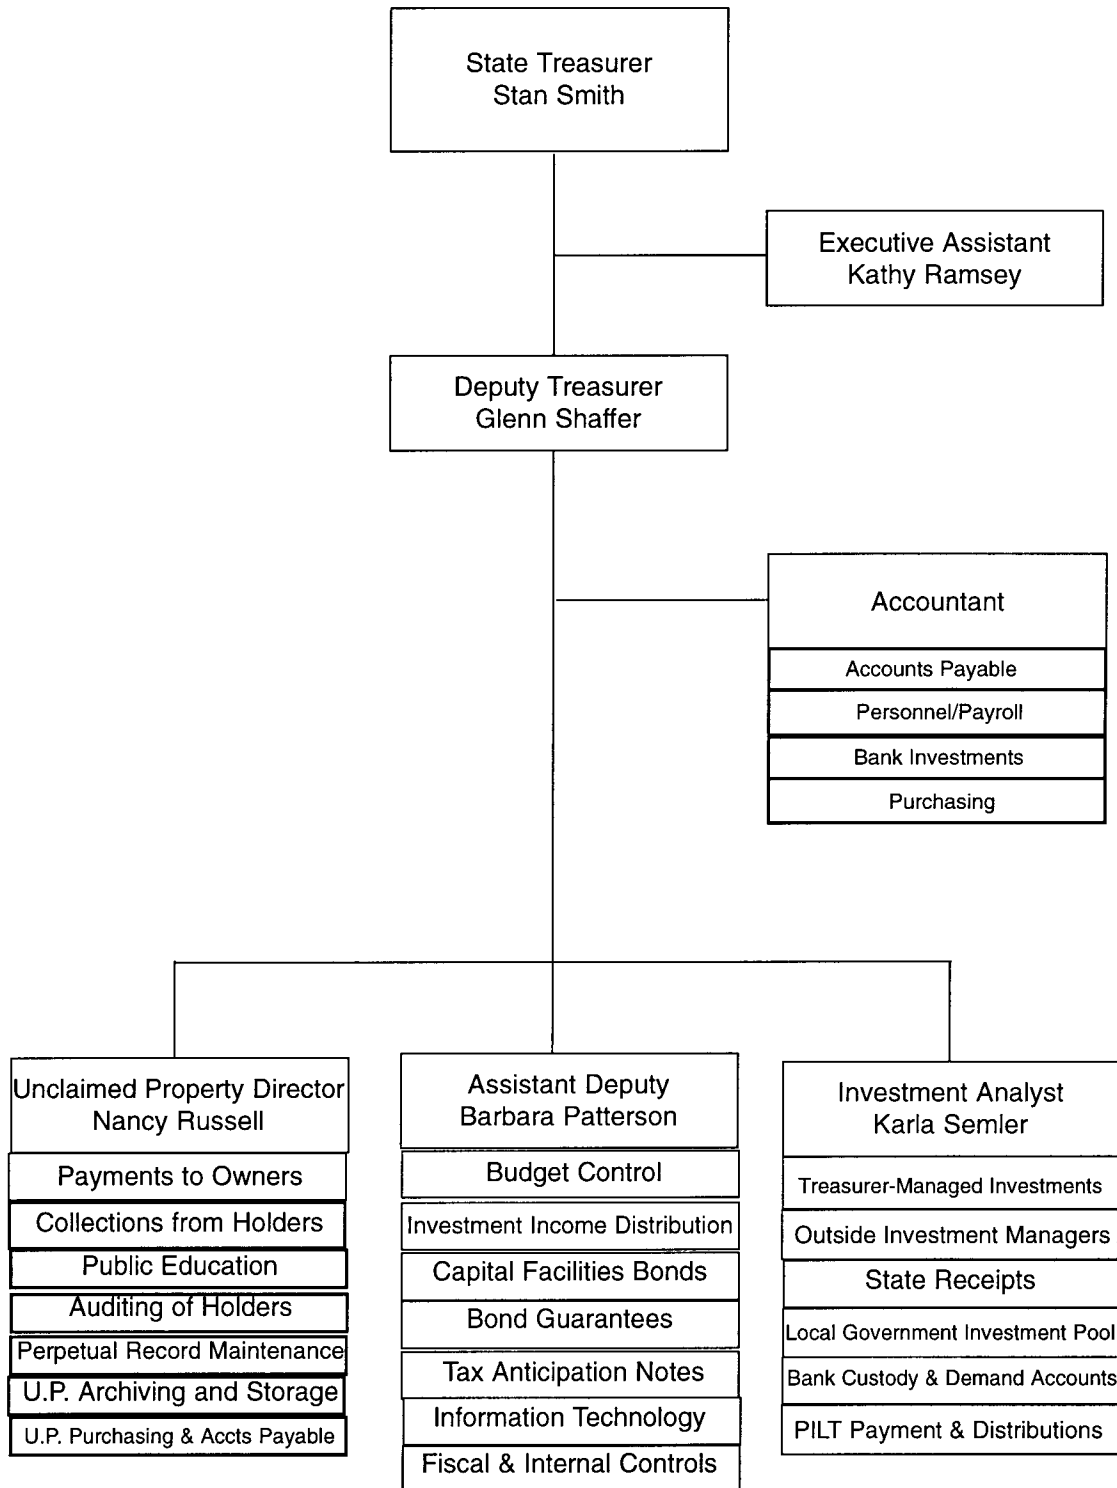 State Treasurer
Stan Smith
Executive Assistant
Kathy Ramsey
Deputy Treasurer
Glenn Shaffer
Accountant
Accounts Payable
Personnel/Payroll
Bank Investments
Purchasing
Unclaimed Property Director
Nancy Russell
Payments to Owners
Collections from Holders
Public Education
Auditing of Holders
Perpetual Record Maintenance
U.P. Archiving and Storage
U.P. Purchasing & Accts Payable
Assistant Deputy
Barbara Patterson
Budget Control
Investment Income Distribution
Capital Facilities Bonds
Bond Guarantees
Tax Anticipation Notes
Information Technology
Fiscal & Internal Controls
Investment Analyst
Karla Semler
Treasurer-Managed Investments
Outside Investment Managers
State Receipts
Local Government Investment Pool
Bank Custody & Demand Accounts
PILT Payment & Distributions